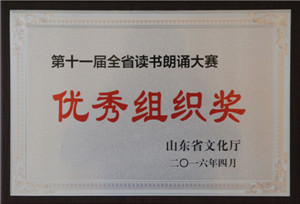 第十一届全省读书朗诵大赛
优秀组织奖
山东省文化厅
二〇一六年四月